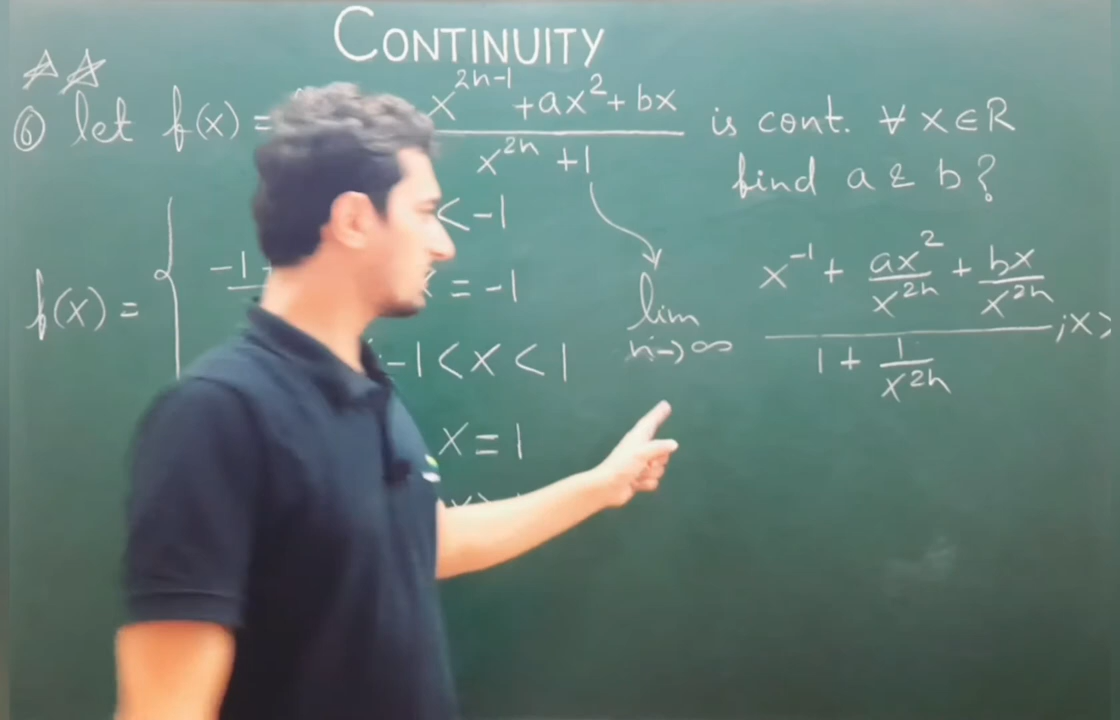 CONTINUITY
⑥ let f(x) = x^{2n-1} + ax^2 + bx / x^{2n} + 1 is cont. ∀ x ∈ R
find a & b?
f(x) = {
< -1
-1 = -1
-1 < x < 1
x = 1
lim n→∞ x^{-1} + ax^2/x^{2n} + bx/x^{2n} / 1 + 1/x^{2n} ; x >